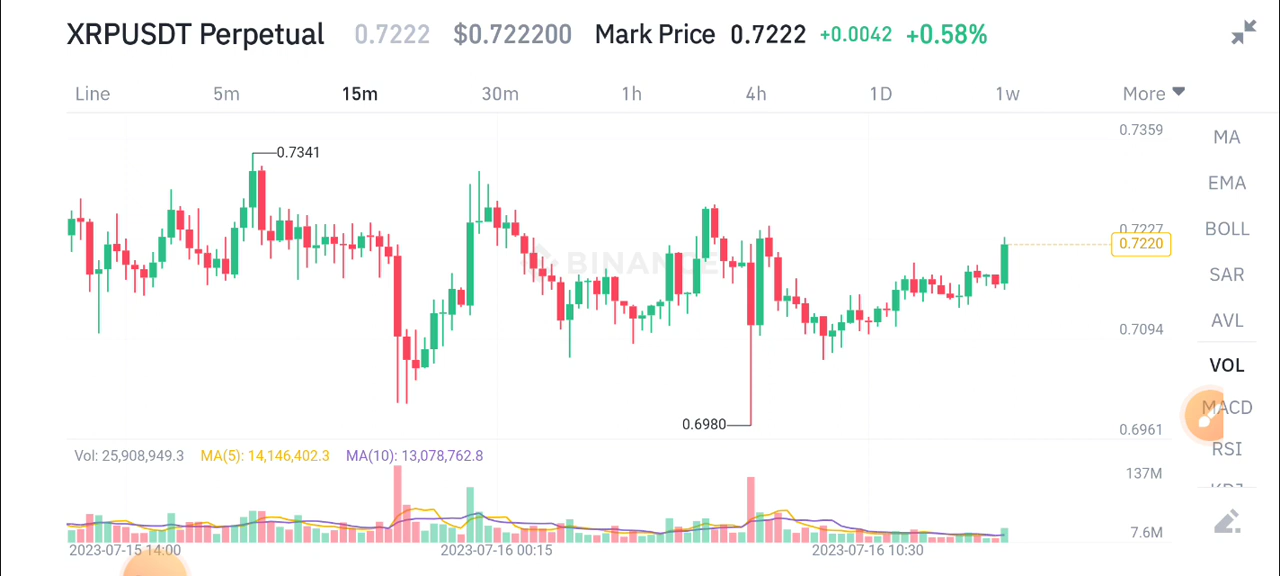 XRPUSDT Perpetual 0.7222 $0.722200 Mark Price 0.7222 +0.0042 +0.58%
Line 5m 15m 30m 1h 4h 1D 1w More
0.7359
MA
0.7341
EMA
0.7227
BOLL
0.7220
BINANCE
SAR
AVL
0.7094
VOL
MACD
0.6980
0.6961
RSI
Vol: 25,908,949.3 MA(5): 14,146,402.3 MA(10): 13,078,762.8
137M
KDJ
7.6M
2023-07-15 14:00 2023-07-16 00:15 2023-07-16 10:30